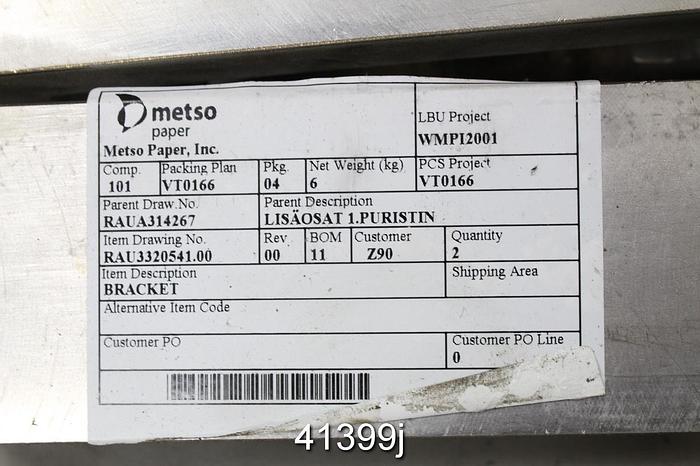 metso
paper
Metso Paper, Inc.
LBU Project
WMPI2001
Comp. Packing Plan Pkg. Net Weight (kg) PCS Project
101 VT0166 04 6 VT0166
Parent Draw.No. Parent Description
RAUA314267 LISÄOSAT 1.PURISTIN
Item Drawing No. Rev BOM Customer Quantity
RAU3320541.00 00 11 Z90 2
Item Description Shipping Area
BRACKET
Alternative Item Code
Customer PO Customer PO Line
0
41399j